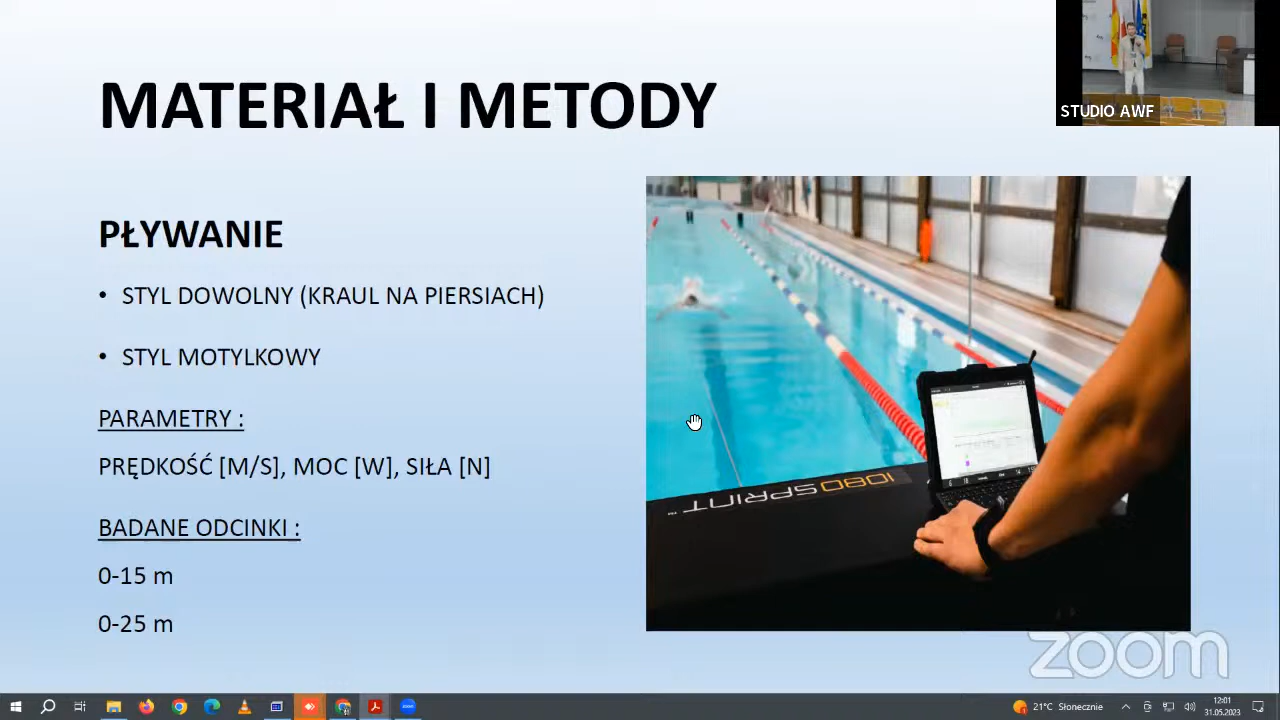 MATERIAŁ I METODY
STUDIO AWF
PŁYWANIE
• STYL DOWOLNY (KRAUL NA PIERSIACH)
• STYL MOTYLKOWY
PARAMETRY :
PRĘDKOŚĆ [M/S], MOC [W], SIŁA [N]
BADANE ODCINKI :
0-15 m
0-25 m
1080 SPRINT™
zoom
21°C Słonecznie
12:01
31.05.2023